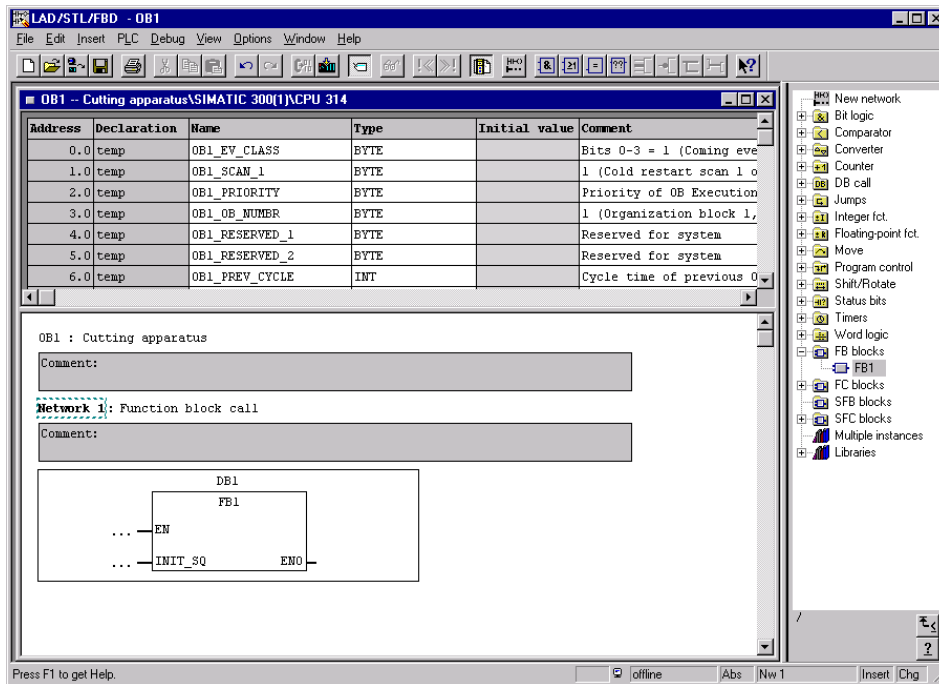 LAD/STL/FBD - OB1
File Edit Insert PLC Debug View Options Window Help
OB1 -- Cutting apparatus\SIMATIC 300(1)\CPU 314
Address Declaration Name Type Initial value Comment
0.0 temp OB1_EV_CLASS BYTE Bits 0-3 = 1 (Coming eve
1.0 temp OB1_SCAN_1 BYTE 1 (Cold restart scan 1 o
2.0 temp OB1_PRIORITY BYTE Priority of OB Execution
3.0 temp OB1_OB_NUMBR BYTE 1 (Organization block 1,
4.0 temp OB1_RESERVED_1 BYTE Reserved for system
5.0 temp OB1_RESERVED_2 BYTE Reserved for system
6.0 temp OB1_PREV_CYCLE INT Cycle time of previous O
OB1 : Cutting apparatus
Comment:
Network 1: Function block call
Comment:
DB1
FB1
... EN
... INIT_SQ ENO
New network
Bit logic
Comparator
Converter
Counter
DB call
Jumps
Integer fct.
Floating-point fct.
Move
Program control
Shift/Rotate
Status bits
Timers
Word logic
FB blocks
FB1
FC blocks
SFB blocks
SFC blocks
Multiple instances
Libraries
Press F1 to get Help. offline Abs Nw 1 Insert Chg